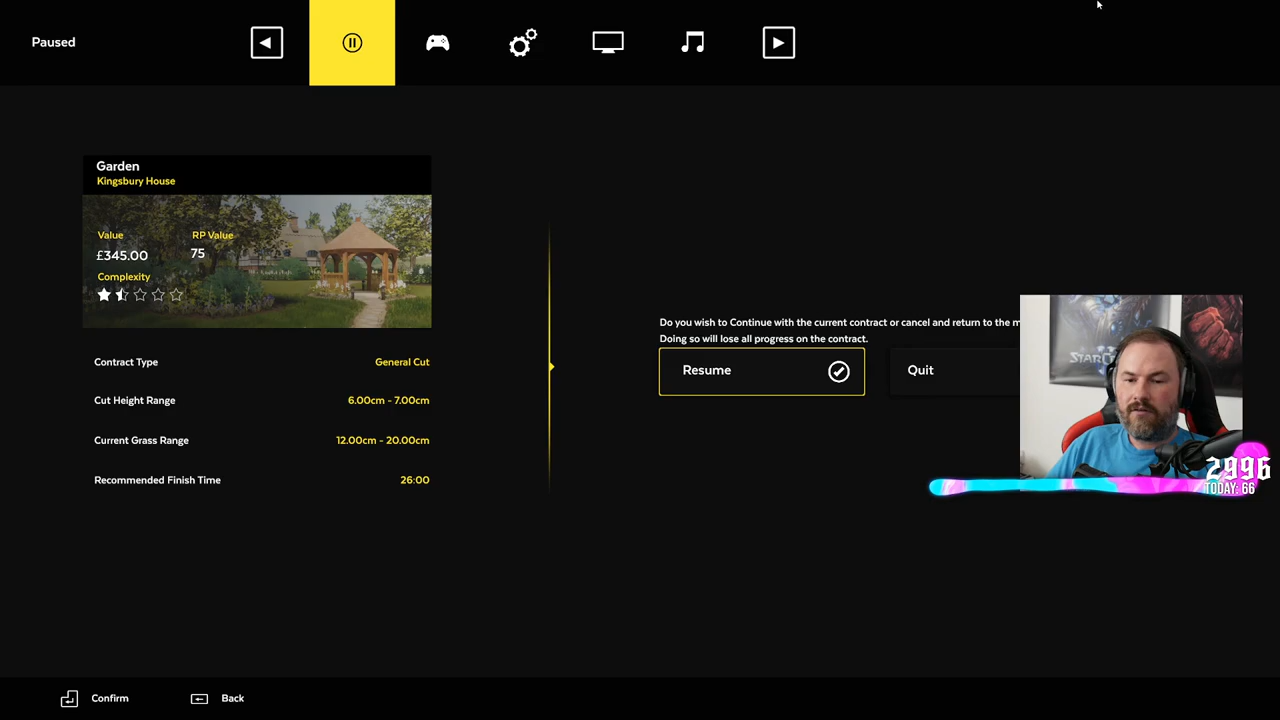 Paused
Garden
Kingsbury House
Value
RP Value
£345.00
75
Complexity
Contract Type
General Cut
Cut Height Range
6.00cm - 7.00cm
Current Grass Range
12.00cm - 20.00cm
Recommended Finish Time
26:00
Do you wish to Continue with the current contract or cancel and return to the m
Doing so will lose all progress on the contract.
Resume
Quit
STARC
2996
TODAY: 66
Confirm
Back